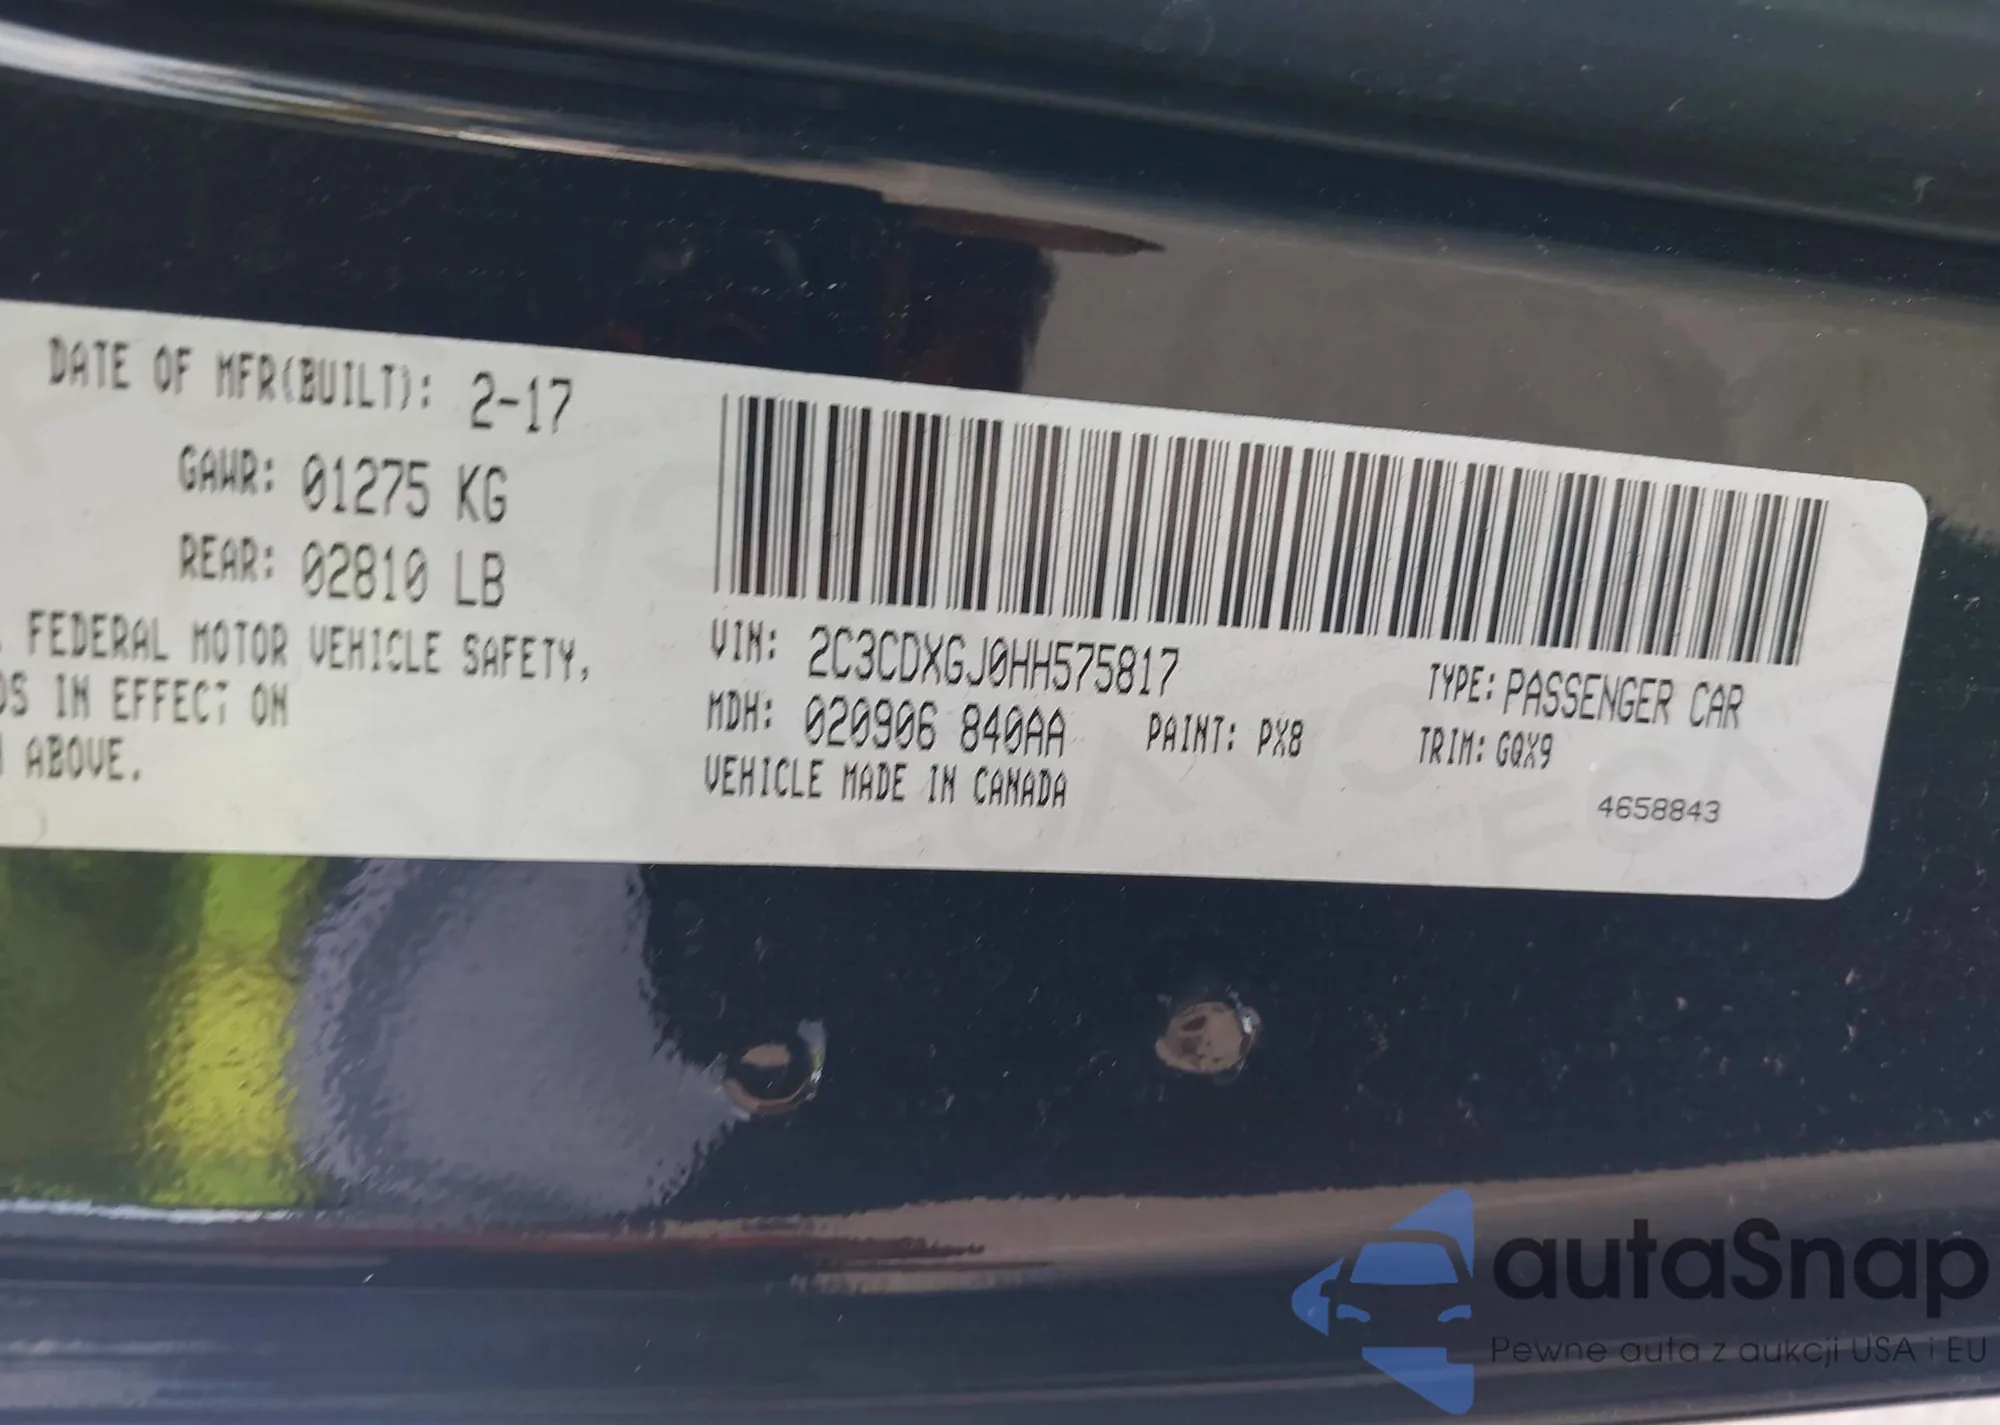 DATE OF MFR(BUILT): 2-17
GAWR: 01275 KG
REAR: 02810 LB
FEDERAL MOTOR VEHICLE SAFETY,
DS IN EFFECT ON
ABOVE.
VIN: 2C3CDXGJ0HH575817
TYPE: PASSENGER CAR
MDH: 020906 840AA
PAINT: PX8
TRIM: GQX9
VEHICLE MADE IN CANADA
4658843
autaSnap
Pewne auta z aukcji USA i EU